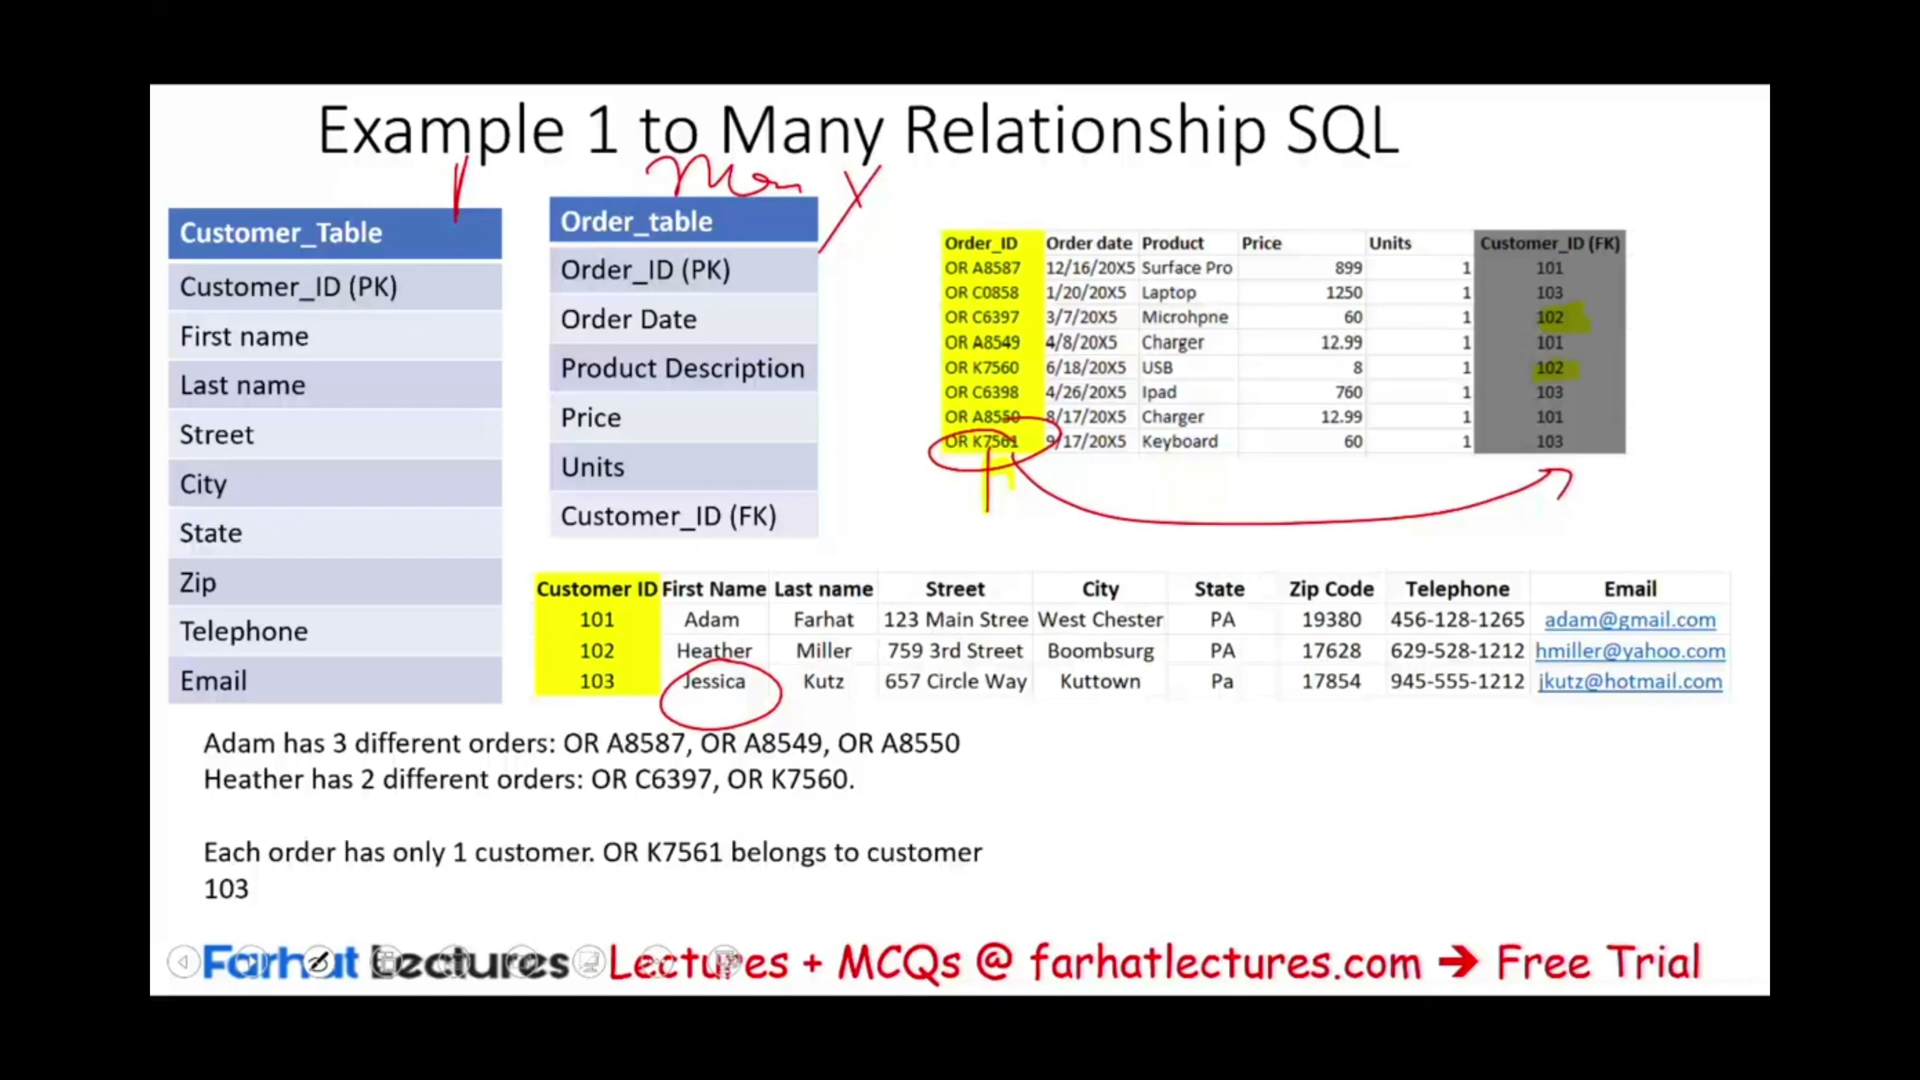 Example 1 to Many Relationship SQL
Man y
Customer_Table
Customer_ID (PK)
First name
Last name
Street
City
State
Zip
Telephone
Email
Order_table
Order_ID (PK)
Order Date
Product Description
Price
Units
Customer_ID (FK)
Order_ID Order date Product Price Units Customer_ID (FK)
OR A8587 12/16/20X5 Surface Pro 899 1 101
OR C0858 1/20/20X5 Laptop 1250 1 103
OR C6397 3/7/20X5 Microhpne 60 1 102
OR A8549 4/8/20X5 Charger 12.99 1 101
OR K7560 6/18/20X5 USB 8 1 102
OR C6398 4/26/20X5 Ipad 760 1 103
OR A8550 8/17/20X5 Charger 12.99 1 101
OR K7561 9/17/20X5 Keyboard 60 1 103
Customer ID First Name Last name Street City State Zip Code Telephone Email
101 Adam Farhat 123 Main Stree West Chester PA 19380 456-128-1265 adam@gmail.com
102 Heather Miller 759 3rd Street Boombsurg PA 17628 629-528-1212 hmiller@yahoo.com
103 Jessica Kutz 657 Circle Way Kuttown Pa 17854 945-555-1212 jkutz@hotmail.com
Adam has 3 different orders: OR A8587, OR A8549, OR A8550
Heather has 2 different orders: OR C6397, OR K7560.
Each order has only 1 customer. OR K7561 belongs to customer
103
Farhat Lectures Lectures + MCQs @ farhatlectures.com → Free Trial